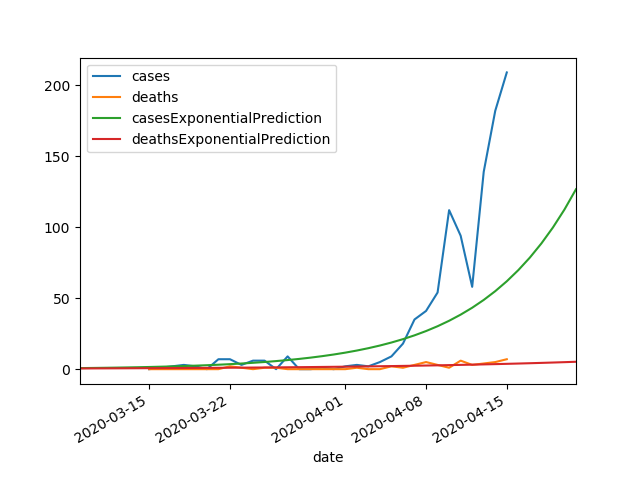 cases
deaths
casesExponentialPrediction
deathsExponentialPrediction
200
150
100
50
0
2020-03-15
2020-03-22
2020-04-01
2020-04-08
2020-04-15
date